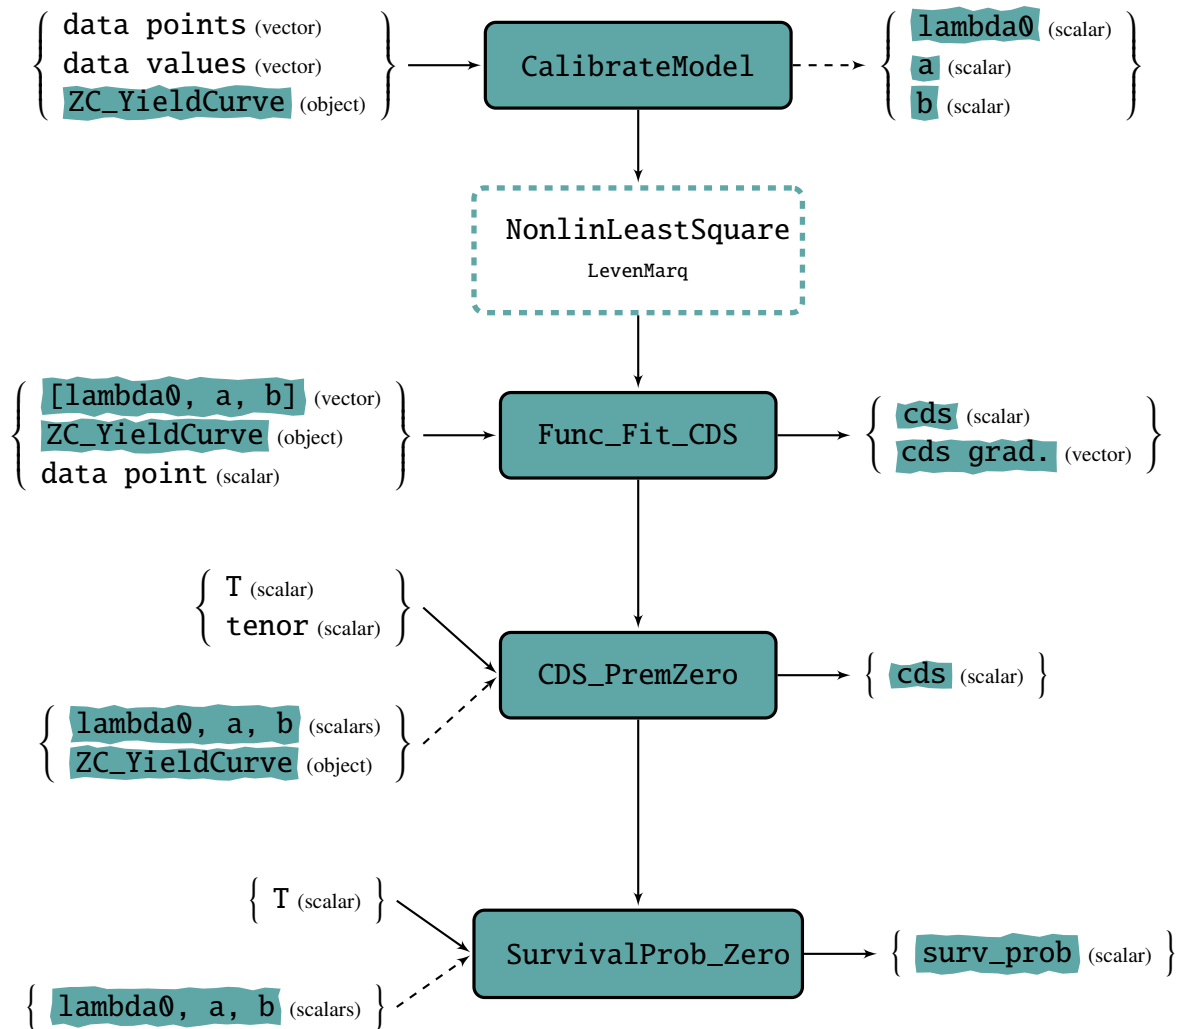 data points (vector)
data values (vector)
ZC_YieldCurve (object)
CalibrateModel
lambda0 (scalar)
a (scalar)
b (scalar)
NonlinLeastSquare
LevenMarq
[lambda0, a, b] (vector)
ZC_YieldCurve (object)
data point (scalar)
Func_Fit_CDS
cds (scalar)
cds grad. (vector)
T (scalar)
tenor (scalar)
lambda0, a, b (scalars)
ZC_YieldCurve (object)
CDS_PremZero
cds (scalar)
T (scalar)
lambda0, a, b (scalars)
SurvivalProb_Zero
surv_prob (scalar)